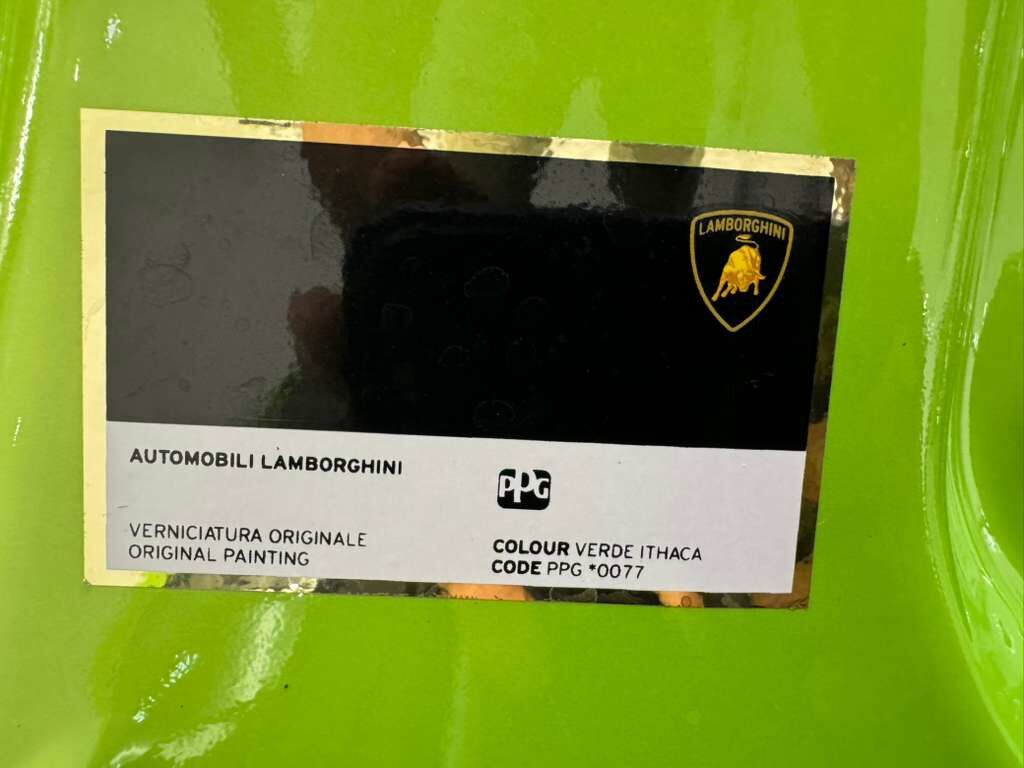 LAMBORGHINI
AUTOMOBILI LAMBORGHINI
PPG
VERNICIATURA ORIGINALE
ORIGINAL PAINTING
COLOUR VERDE ITHACA
CODE PPG *0077